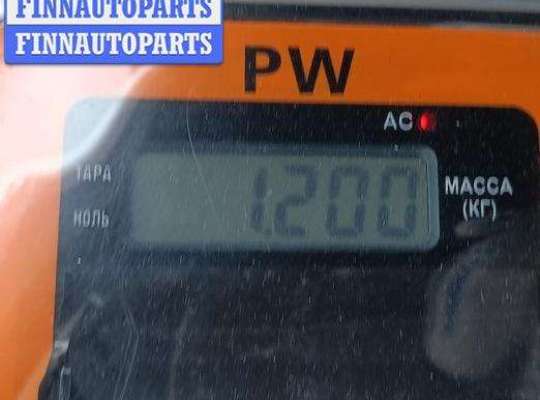 FINNAUTOPARTS
FINNAUTOPARTS
PW
AC
ТАРА
1.200
МАССА
(КГ)
НОЛЬ